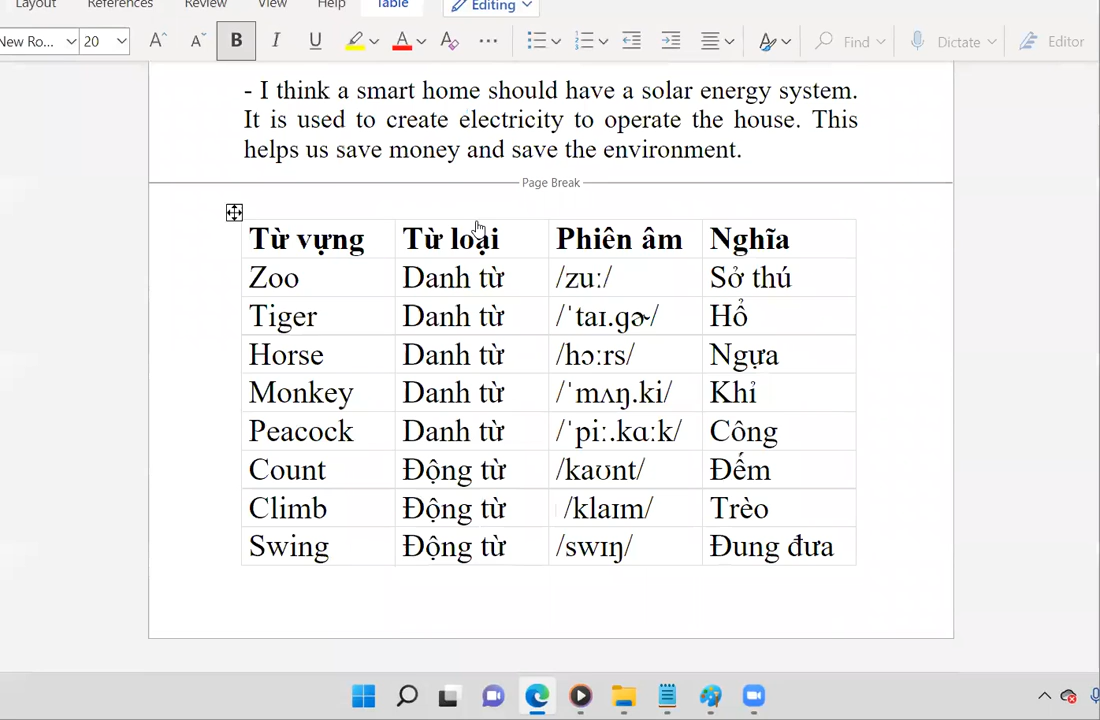 Layout References Review View Help Table Editing
New Ro... 20 A A B I U A A ... Find Dictate Editor
- I think a smart home should have a solar energy system.
It is used to create electricity to operate the house. This
helps us save money and save the environment.
Page Break
Từ vựng Từ loại Phiên âm Nghĩa
Zoo Danh từ /zuː/ Sở thú
Tiger Danh từ /ˈtaɪ.ɡɚ/ Hổ
Horse Danh từ /hɔːrs/ Ngựa
Monkey Danh từ /ˈmʌŋ.ki/ Khỉ
Peacock Danh từ /ˈpiː.kɑːk/ Công
Count Động từ /kaʊnt/ Đếm
Climb Động từ /klaɪm/ Trèo
Swing Động từ /swɪŋ/ Đung đưa